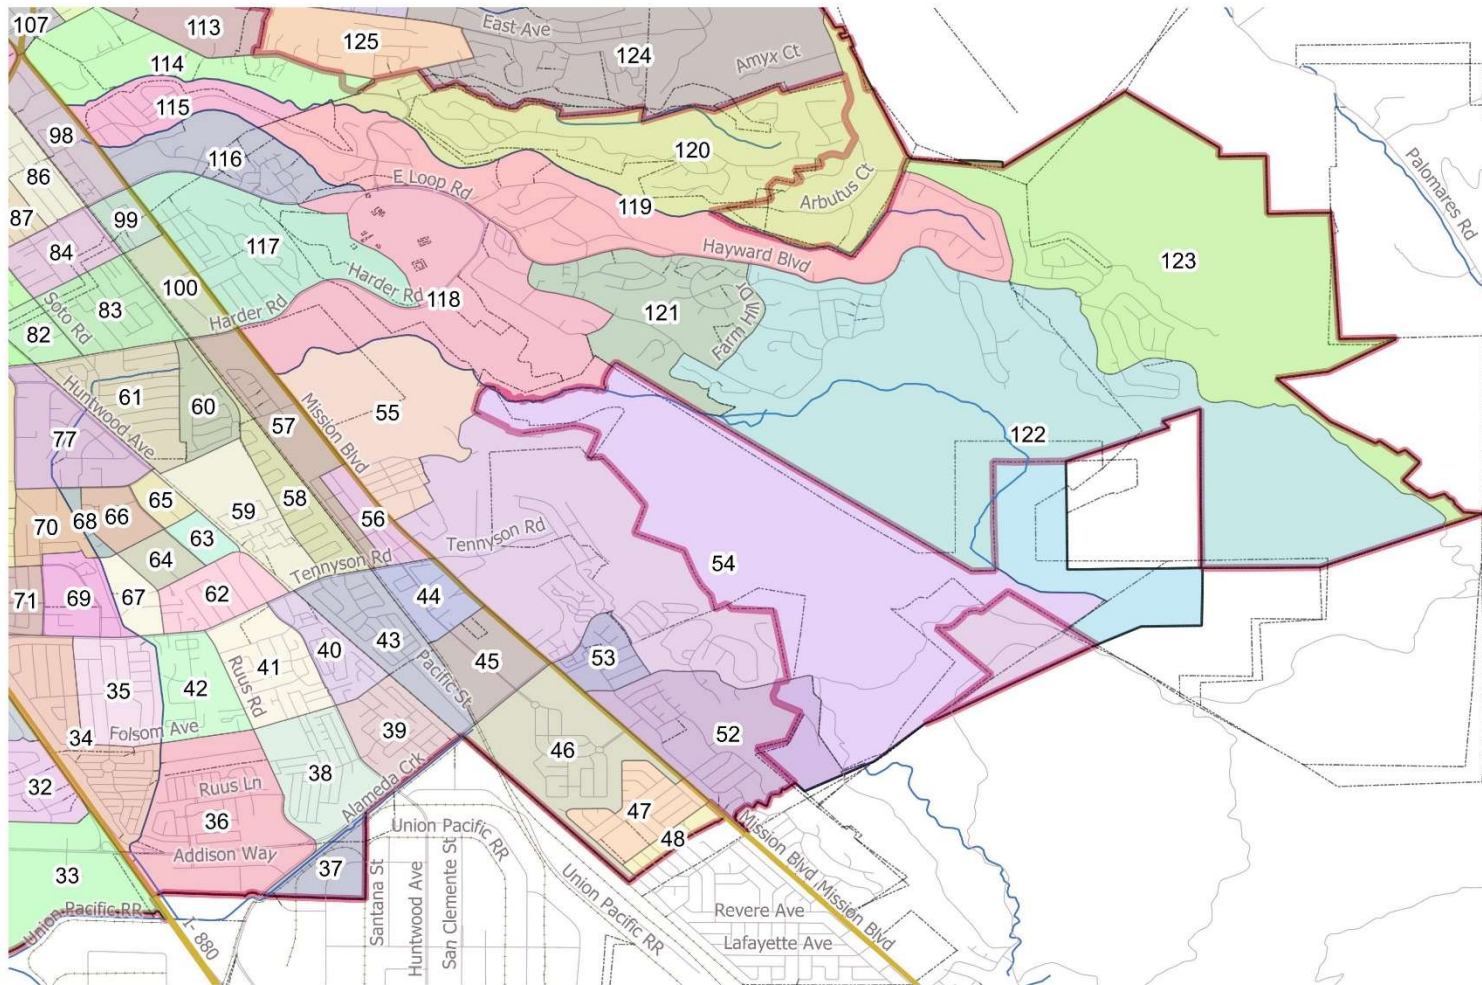 107
113
East Ave
125
124
Amyx Ct
114
115
98
116
120
Palomares Rd
86
E Loop Rd
Arbutus Ct
119
87
99
117
84
Hayward Blvd
123
100
Harder Rd
118
Soto Rd
83
Harder Rd
121
Farm Hill Dr
82
61
60
57
Mission Blvd
55
Huntwood Ave
77
122
65
58
59
56
70
68
66
63
Tennyson Rd
64
Tennyson Rd
54
71
69
67
62
44
43
40
53
45
41
35
42
Ruus Rd
Pacific St
34
Folsom Ave
39
52
46
32
38
Ruus Ln
Alameda Crk
36
47
48
Union Pacific RR
Mission Blvd
Mission Blvd
Addison Way
37
33
Union Pacific RR
I- 880
Santana St
Huntwood Ave
San Clemente St
Union Pacific RR
Revere Ave
Lafayette Ave